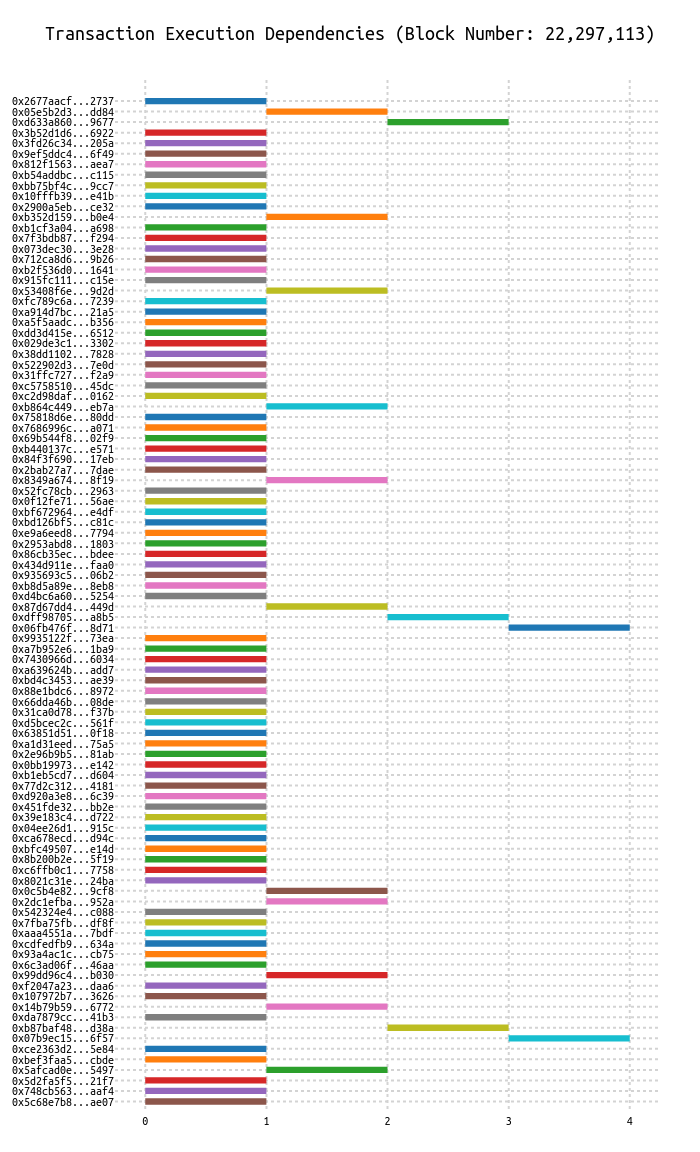 Transaction Execution Dependencies (Block Number: 22,297,113)
0x2677aacf...2737
0x05e5b2d3...dd84
0xd633a860...9677
0x3b52d1d6...6922
0x3fd26c34...205a
0x9ef5ddc4...6f49
0x812f1563...aea7
0xb54addbc...c115
0xbb75bf4c...9cc7
0x10fffb39...e41b
0x2900a5eb...ce32
0xb352d159...b0e4
0xb1cf3a04...a698
0x7f3bdb87...f294
0x073dec30...3e28
0x712ca8d6...9b26
0xb2f536d0...1641
0x915fc111...c15e
0x53408f6e...9d2d
0xfc789c6a...7239
0xa914d7bc...21a5
0xa5f5aadc...b356
0xdd3d415e...6512
0x029de3c1...3302
0x38dd1102...7828
0x522902d3...7e0d
0x31ffc727...f2a9
0xc5758510...45dc
0xc2d98daf...0162
0xb864c449...eb7a
0x75818d6e...80dd
0x7686996c...a071
0x69b544f8...02f9
0xb440137c...e571
0x84f3f690...17eb
0x2bab27a7...7dae
0x8349a674...8f19
0x52fc78cb...2963
0x0f12fe71...56ae
0xbf672964...e4df
0xbd126bf5...c81c
0xe9a6eed8...7794
0x2953abd8...1803
0x86cb35ec...bdee
0x434d911e...faa0
0x935693c5...06b2
0xb8d5a89e...8eb8
0xd4bc6a60...5254
0x87d67dd4...449d
0xdff98705...a8b5
0x06fb476f...8d71
0x9935122f...73ea
0xa7b952e6...1ba9
0x7430966d...6034
0xa639624b...add7
0xbd4c3453...ae39
0x88e1bdc6...8972
0x66dda46b...08de
0x31ca0d78...f37b
0xd5bcec2c...561f
0x63851d51...0f18
0xa1d31eed...75a5
0x2e96b9b5...81ab
0x0bb19973...e142
0xb1eb5cd7...d604
0x77d2c312...4181
0xd920a3e8...6c39
0x451fde32...bb2e
0x39e183c4...d722
0x04ee26d1...915c
0xca678ecd...d94c
0xbfc49507...e14d
0x8b200b2e...5f19
0xc6ffb0c1...7758
0x8021c31e...24ba
0x0c5b4e82...9cf8
0x2dc1efba...952a
0x542324e4...c088
0x7fba75fb...df8f
0xaaa4551a...7bdf
0xcdfedfb9...634a
0x93a4ac1c...cb75
0x6c3ad06f...46aa
0x99dd96c4...b030
0xf2047a23...daa6
0x107972b7...3626
0x14b79b59...6772
0xda7879cc...41b3
0xb87baf48...d38a
0x07b9ec15...6f57
0xce2363d2...5e84
0xbef3faa5...cbde
0x5afcad0e...5497
0x5d2fa5f5...21f7
0x748cb563...aaf4
0x5c68e7b8...ae07
0 1 2 3 4